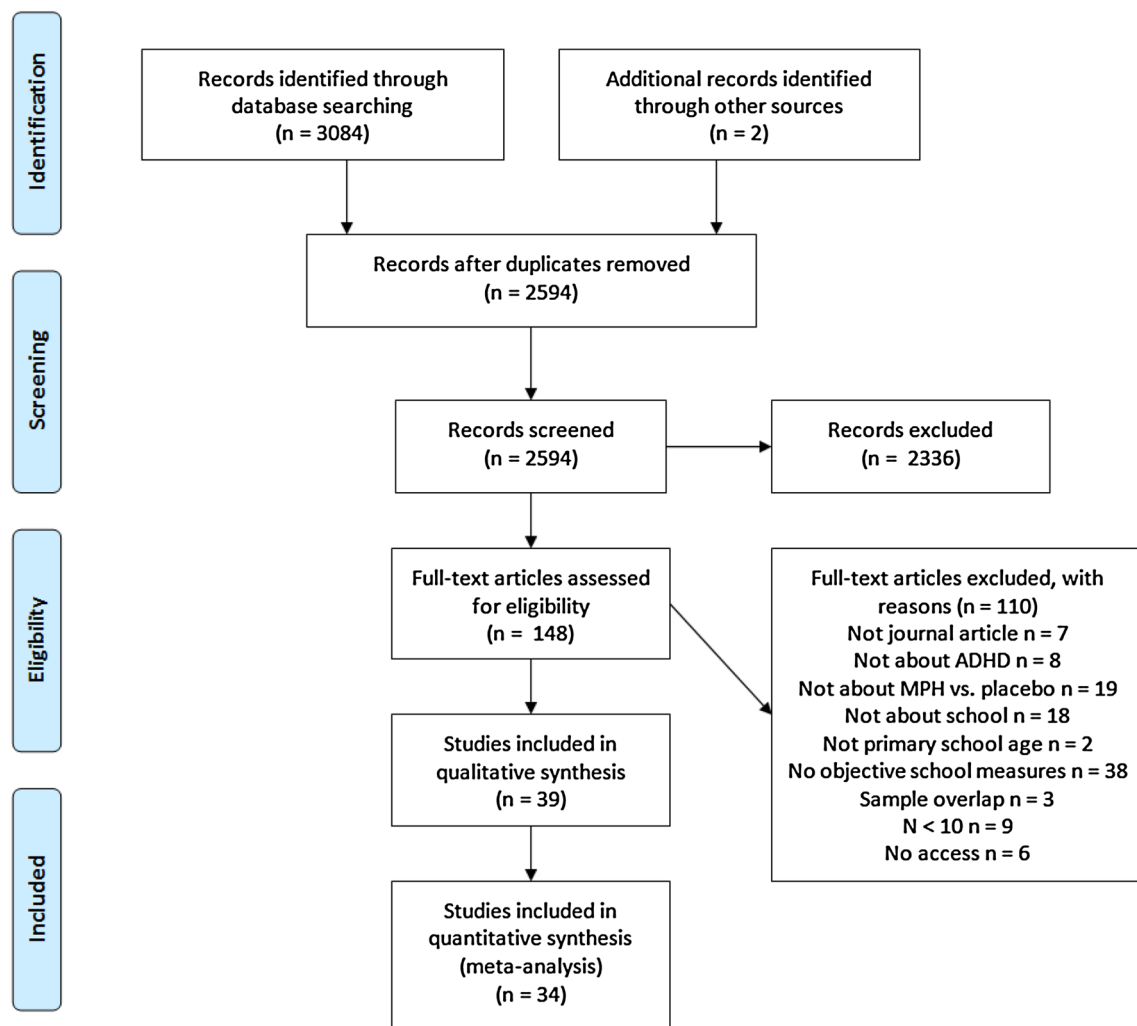 Identification
Records identified through
database searching
(n = 3084)
Additional records identified
through other sources
(n = 2)
Records after duplicates removed
(n = 2594)
Screening
Records screened
(n = 2594)
Records excluded
(n = 2336)
Eligibility
Full-text articles assessed
for eligibility
(n = 148)
Full-text articles excluded, with
reasons (n = 110)
Not journal article n = 7
Not about ADHD n = 8
Not about MPH vs. placebo n = 19
Not about school n = 18
Not primary school age n = 2
No objective school measures n = 38
Sample overlap n = 3
N < 10 n = 9
No access n = 6
Studies included in
qualitative synthesis
(n = 39)
Included
Studies included in
quantitative synthesis
(meta-analysis)
(n = 34)